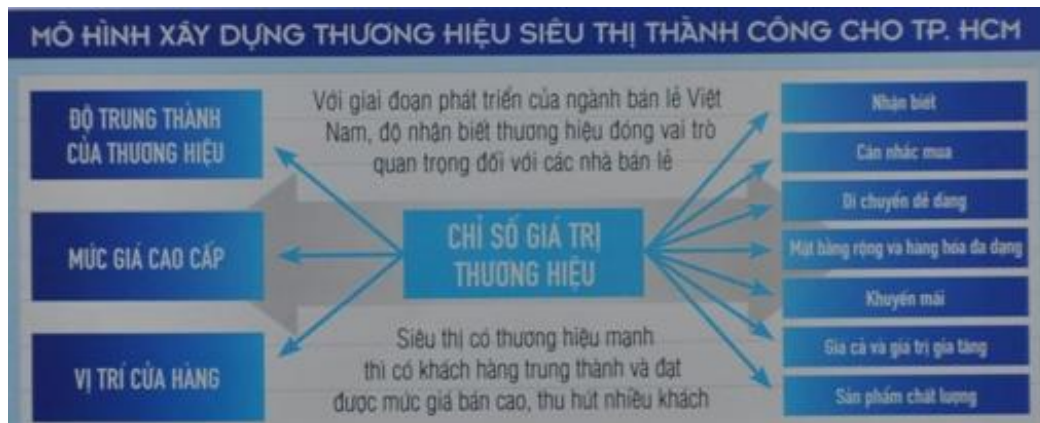 MÔ HÌNH XÂY DỰNG THƯƠNG HIỆU SIÊU THỊ THÀNH CÔNG CHO TP. HCM
ĐỘ TRUNG THÀNH
CỦA THƯƠNG HIỆU
MỨC GIÁ CAO CẤP
VỊ TRÍ CỬA HÀNG
Với giai đoạn phát triển của ngành bán lẻ Việt
Nam, độ nhận biết thương hiệu đóng vai trò
quan trọng đối với các nhà bán lẻ
CHỈ SỐ GIÁ TRỊ
THƯƠNG HIỆU
Siêu thị có thương hiệu mạnh
thì có khách hàng trung thành và đạt
được mức giá bán cao, thu hút nhiều khách
Nhận biết
Cân nhắc mua
Di chuyển dễ dàng
Mặt bằng rộng và hàng hóa đa dạng
Khuyến mãi
Giá cả và giá trị gia tăng
Sản phẩm chất lượng